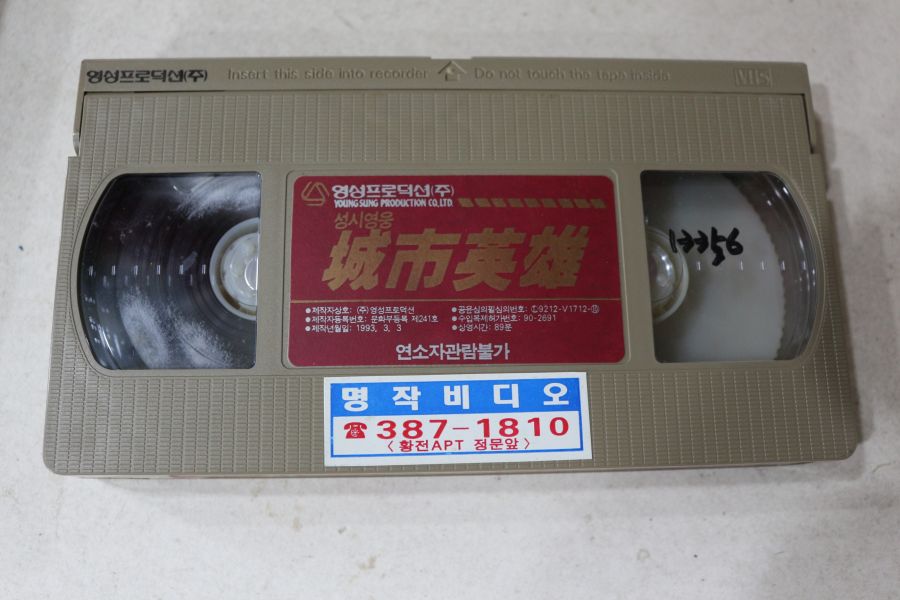 영성프로덕션(주) Insert this side into recorder Do not touch the tape inside VHS
영성프로덕션(주)
YOUNG SUNG PRODUCTION CO., LTD.
성시영웅
城市英雄
● 제작자상호: (주)영성프로덕션
● 제작자등록번호: 문화부등록 제241호
● 제작년월일: 1993. 3. 3
● 공윤심의필심의번호: Ⓛ9212-V1712-⑱
● 수입복제허가번호: 90-2691
● 상영시간: 89분
연소자관람불가
13356
명작비디오
☎ 387-1810
< 황전APT 정문앞 >